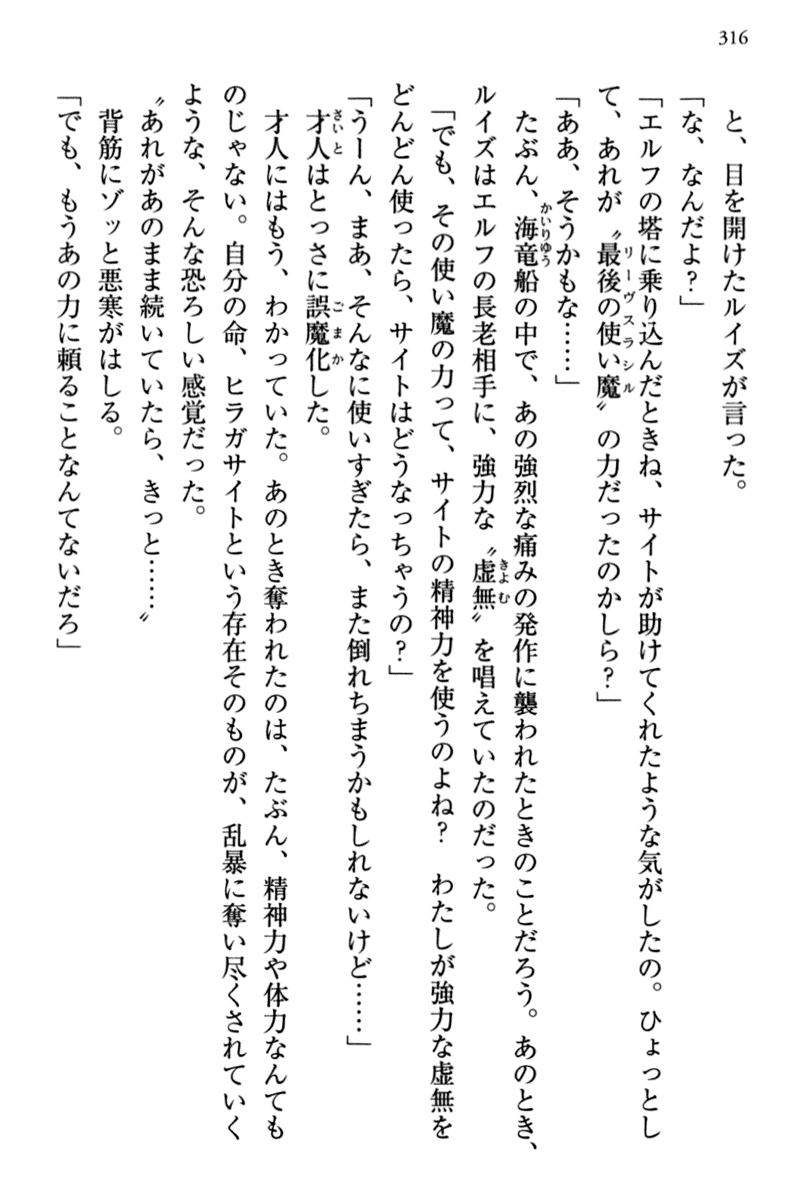 316
と、目を開けたルイズが言った。
「な、なんだよ?」
「エルフの塔に乗り込んだときね、サイトが助けてくれたような気がしたの。ひょっとし
て、あれが〝最後の使い魔〟の力だったのかしら?」
「ああ、そうかもな……」
たぶん、海竜船の中で、あの強烈な痛みの発作に襲われたときのことだろう。あのとき、
ルイズはエルフの長老相手に、強力な〝虚無〟を唱えていたのだった。
「でも、その使い魔の力って、サイトの精神力を使うのよね? わたしが強力な虚無を
どんどん使ったら、サイトはどうなっちゃうの?」
「うーん、まあ、そんなに使いすぎたら、また倒れちまうかもしれないけど……」
才人はとっさに誤魔化した。
才人にはもう、わかっていた。あのとき奪われたのは、たぶん、精神力や体力なんても
のじゃない。自分の命、ヒラガサイトという存在そのものが、乱暴に奪い尽くされていく
ような、そんな恐ろしい感覚だった。
〝あれがあのまま続いていたら、きっと……〟
背筋にゾッと悪寒がはしる。
「でも、もうあの力に頼ることなんてないだろ」